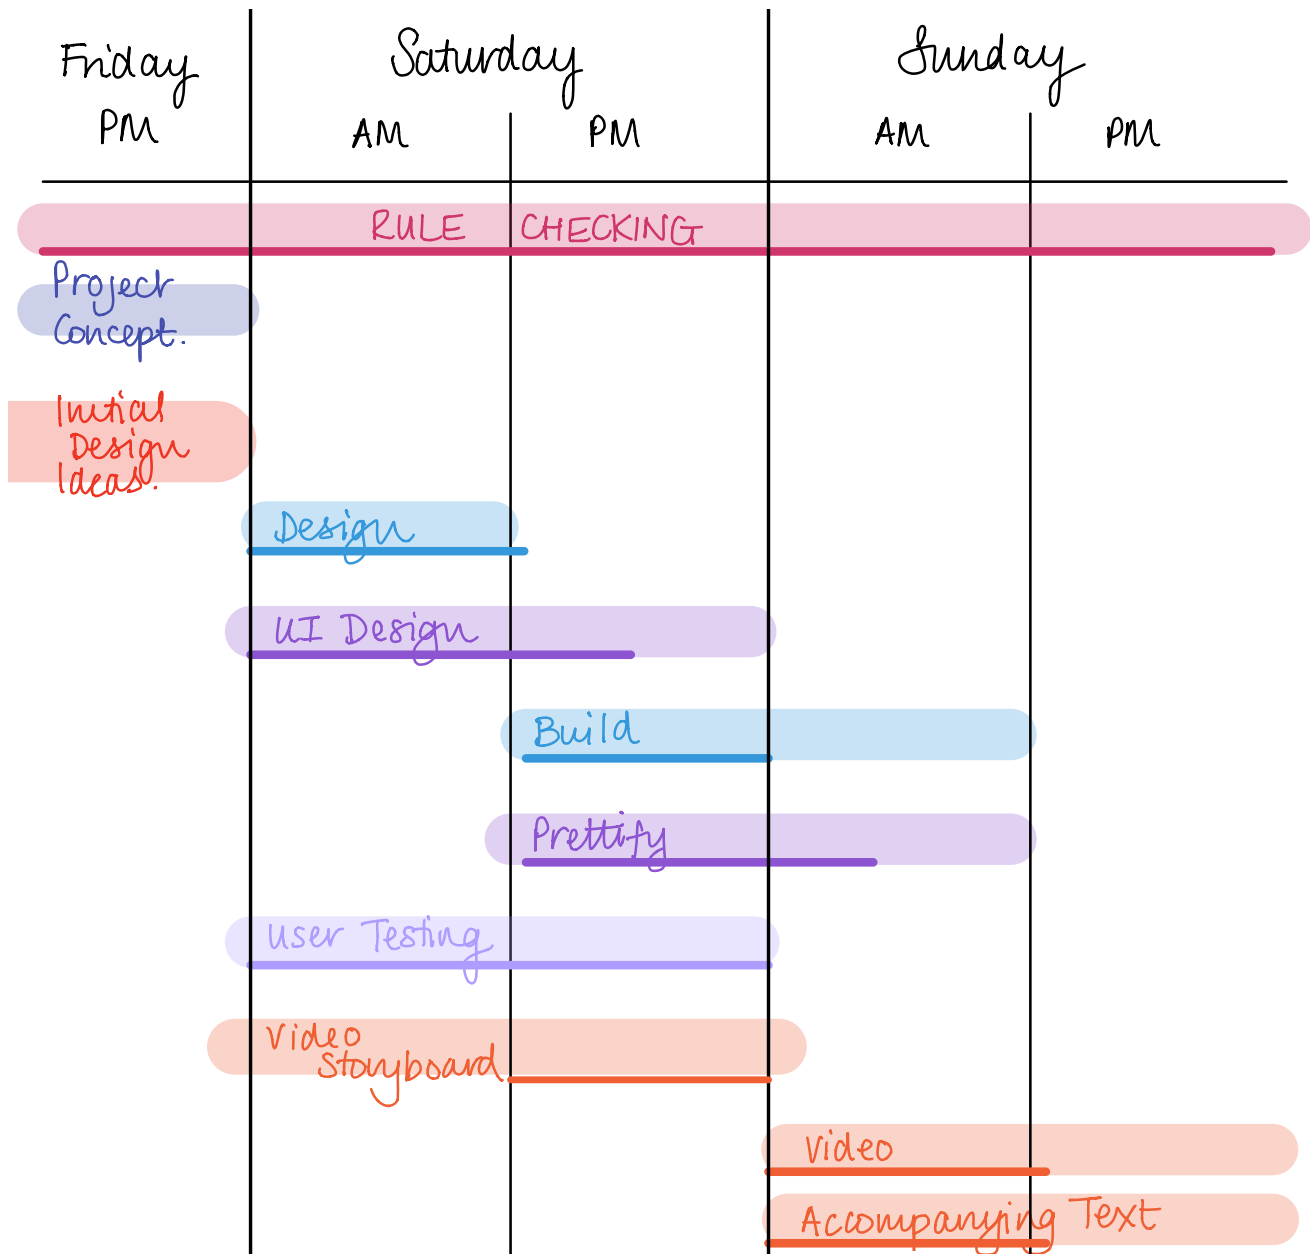 Friday Saturday Sunday
PM AM PM AM PM
RULE CHECKING
Project
Concept.
Initial
Design
Ideas.
Design
UI Design
Build
Prettify
User Testing
Video
Storyboard
Video
Accompanying Text